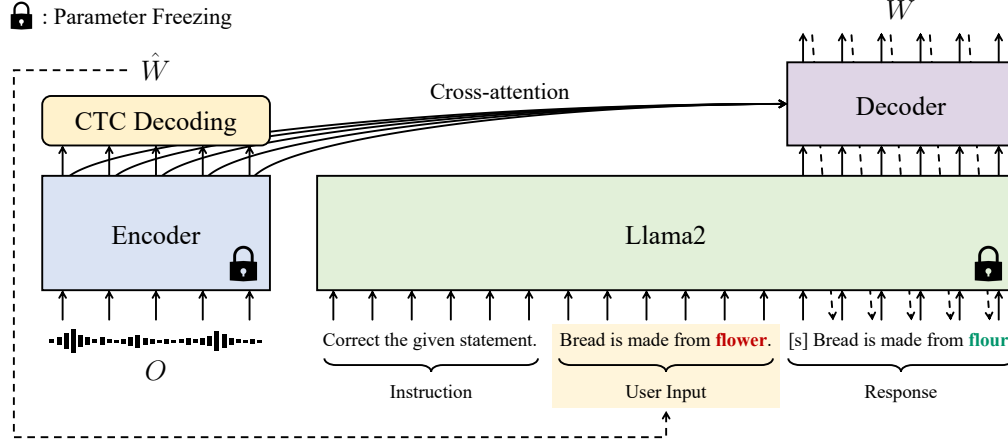 : Parameter Freezing
W
Ŵ
Cross-attention
CTC Decoding
Decoder
Encoder
Llama2
Correct the given statement.
Bread is made from flower.
[s] Bread is made from flour
O
Instruction
User Input
Response